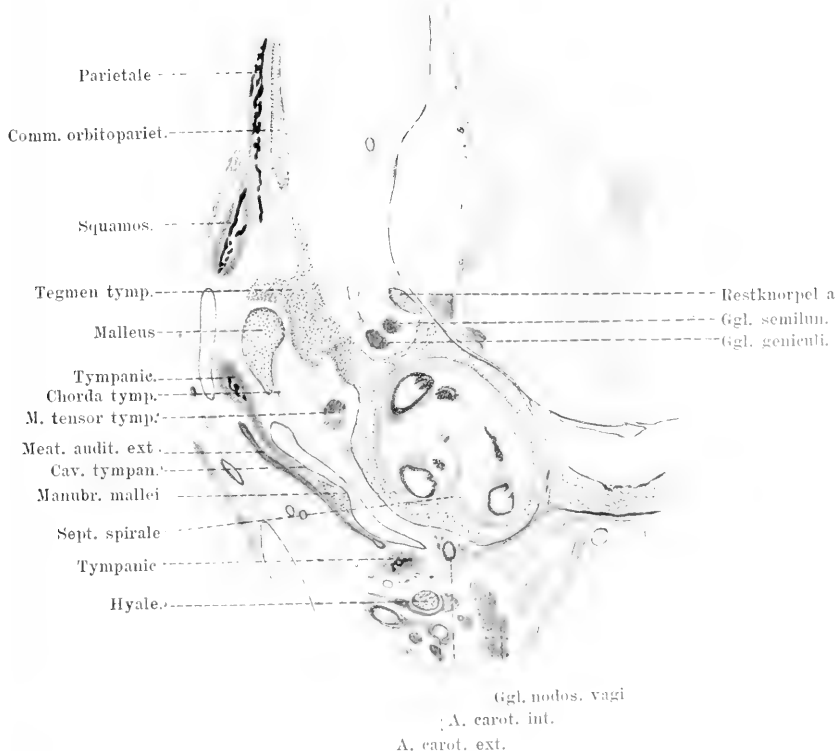 Parietale
Comm. orbitopariet.
Squamos.
Tegmen tymp.
Malleus
Tympanic.
Chorda tymp.
M. tensor tymp.
Meat. audit. ext
Cav. tympan.
Manubr. mallei
Sept. spirale
Tympanic
Hyale.
Restknorpel a
Ggl. semilun.
Ggl. geniculi.
Ggl. nodos. vagi
A. carot. int.
A. carot. ext.